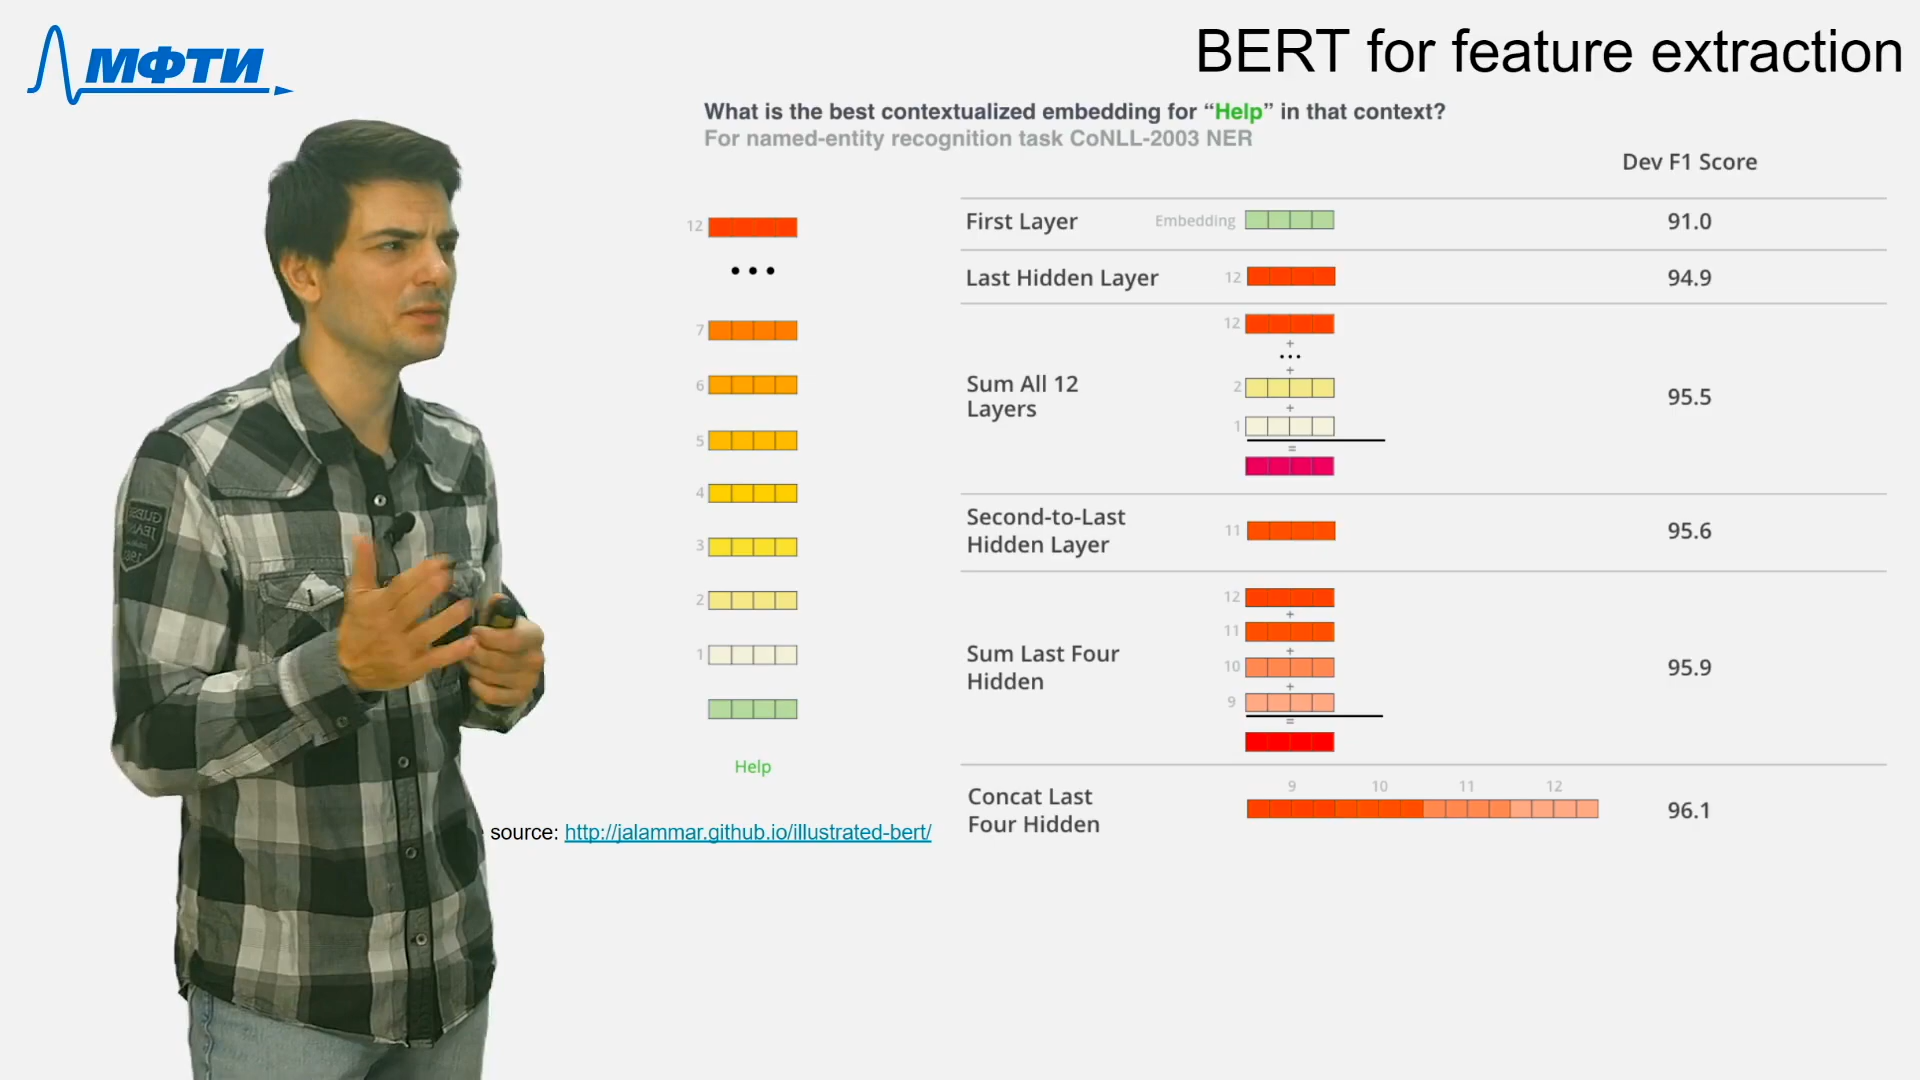 МФТИ
BERT for feature extraction
What is the best contextualized embedding for “Help” in that context?
For named-entity recognition task CoNLL-2003 NER
Dev F1 Score
12
• • •
7
6
5
4
3
2
1
Help
source: http://jalammar.github.io/illustrated-bert/
First Layer
Embedding
91.0
Last Hidden Layer
12
94.9
Sum All 12
Layers
12
+
...
+
2
+
1
=
95.5
Second-to-Last
Hidden Layer
11
95.6
Sum Last Four
Hidden
12
+
11
+
10
+
9
=
95.9
Concat Last
Four Hidden
9 10 11 12
96.1